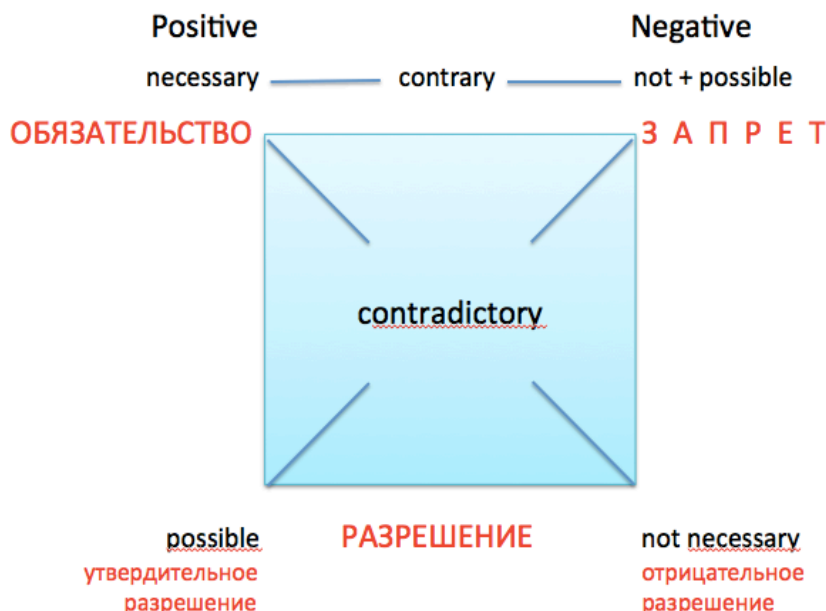 Positive Negative
necessary contrary not + possible
ОБЯЗАТЕЛЬСТВО З А П Р Е Т
contradictory
possible РАЗРЕШЕНИЕ not necessary
утвердительное отрицательное
разрешение разрешение